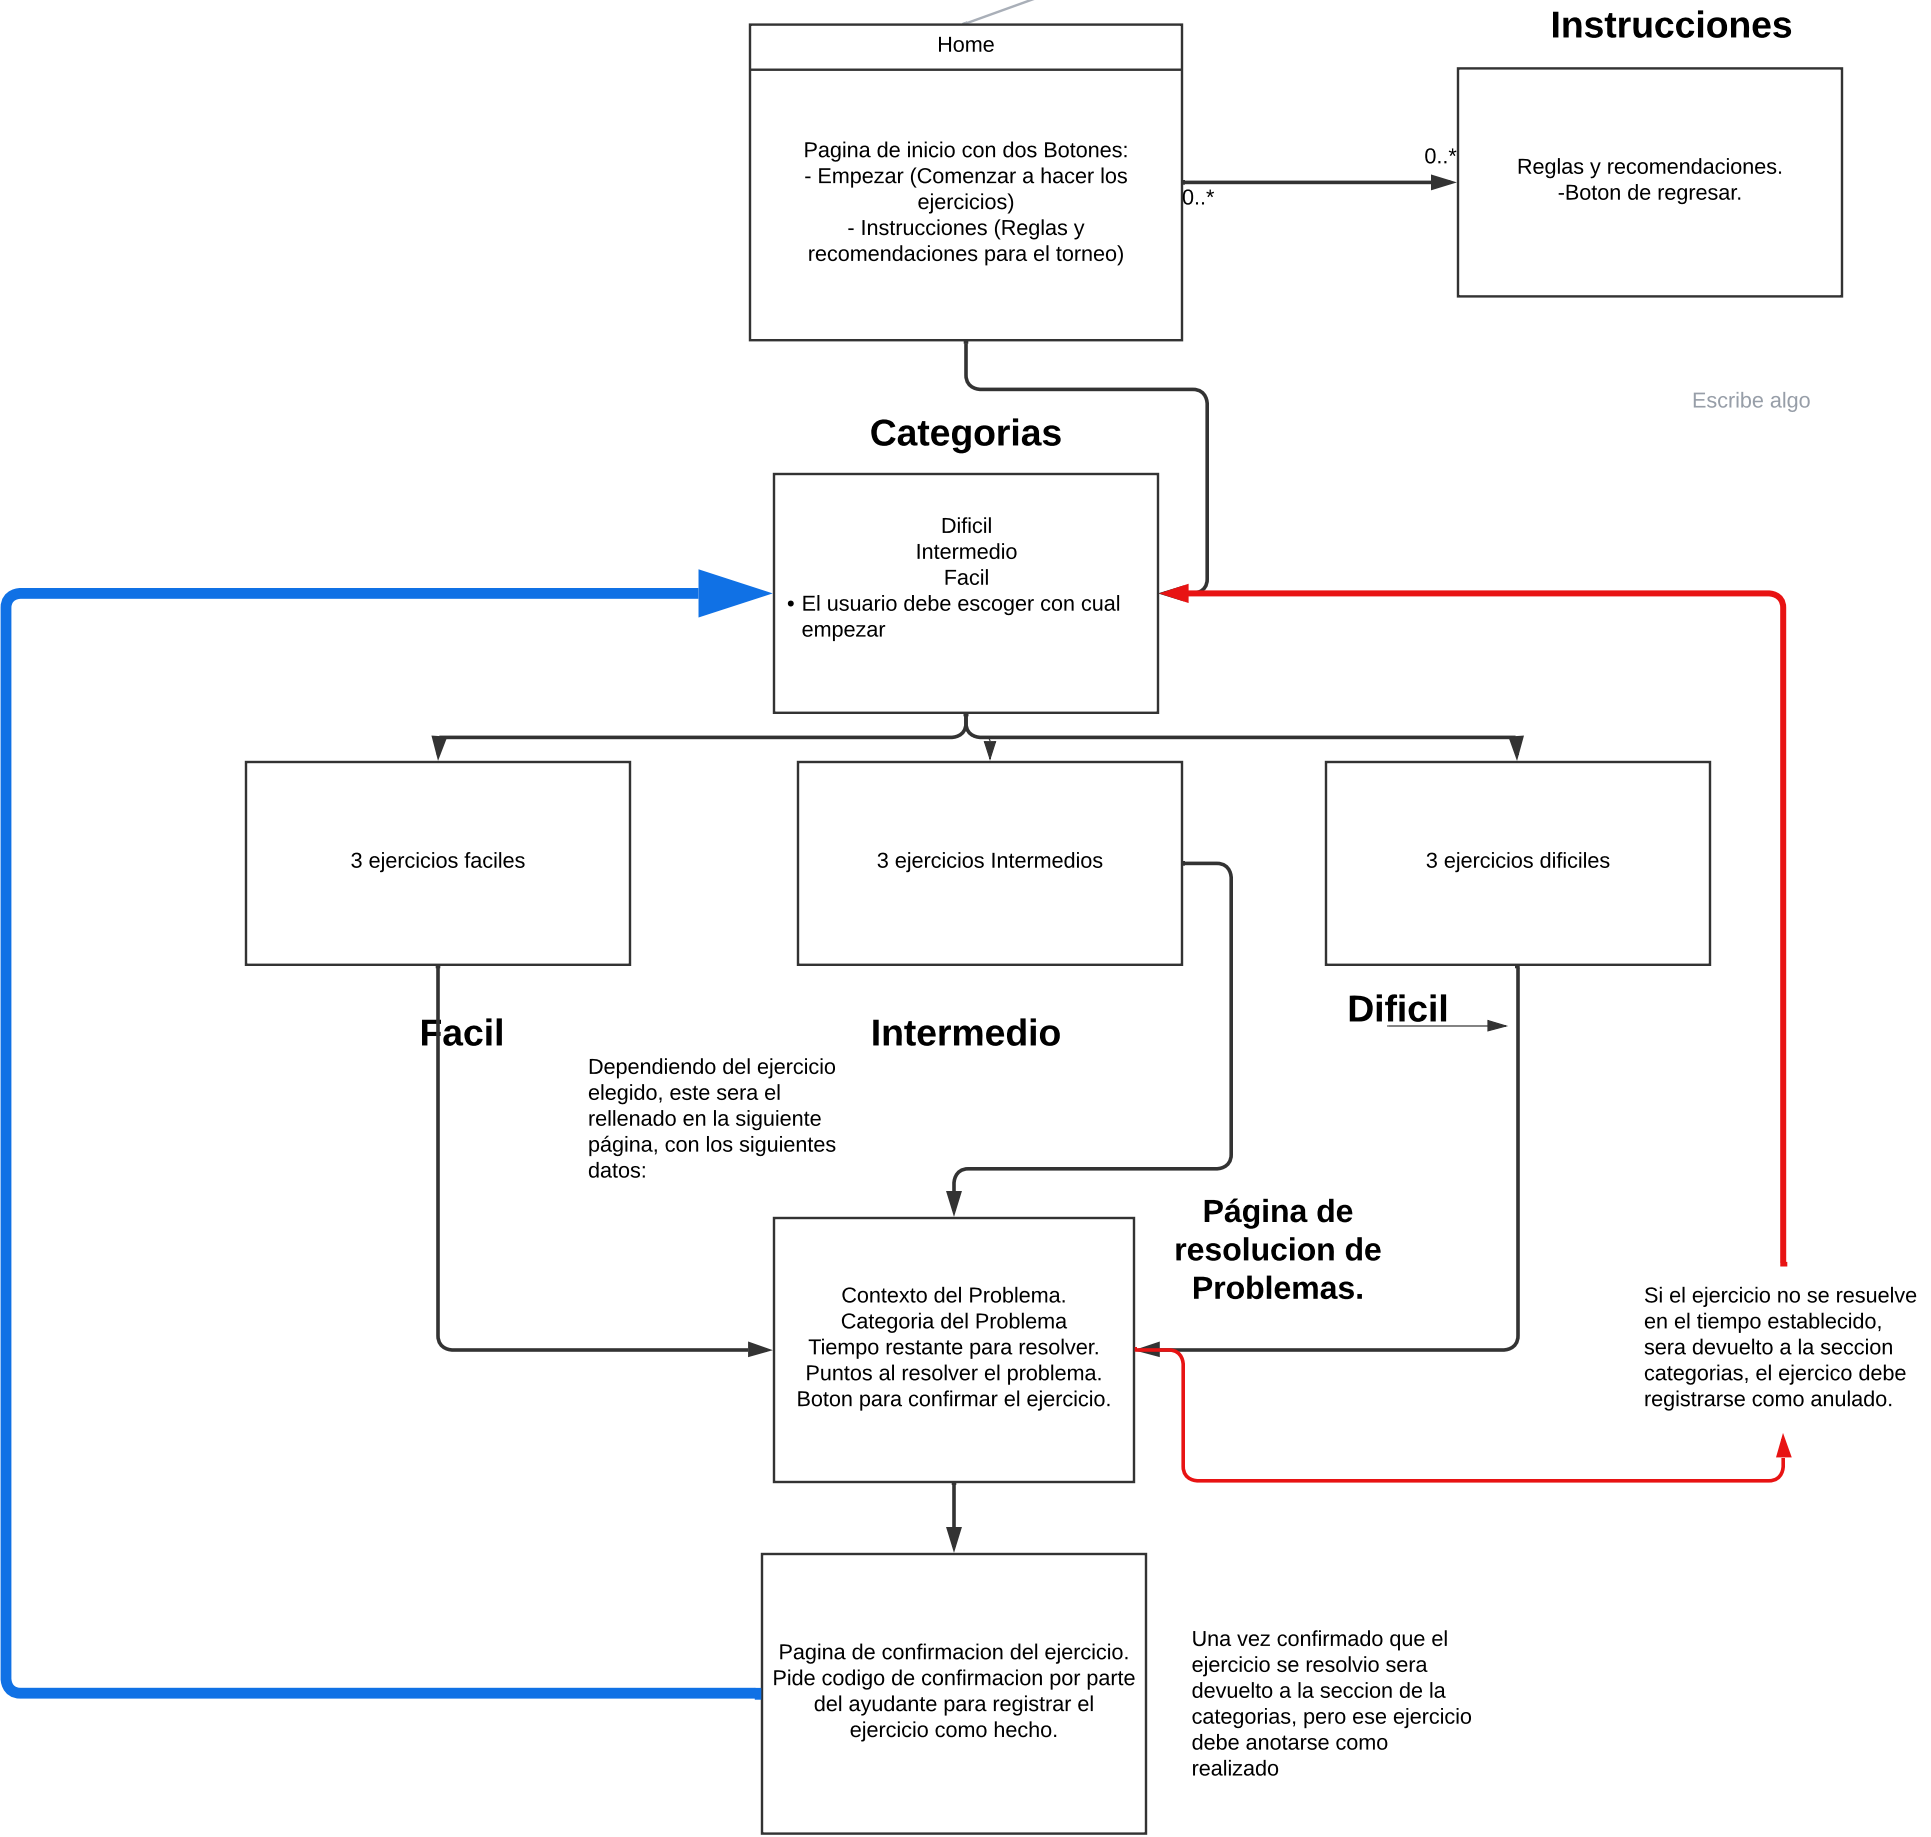 Instrucciones
Home
Pagina de inicio con dos Botones:
- Empezar (Comenzar a hacer los
ejercicios)
- Instrucciones (Reglas y
recomendaciones para el torneo)
0..*
0..*
Reglas y recomendaciones.
-Boton de regresar.
Escribe algo
Categorias
Dificil
Intermedio
Facil
• El usuario debe escoger con cual
empezar
3 ejercicios faciles
3 ejercicios Intermedios
3 ejercicios dificiles
Facil
Intermedio
Dificil
Dependiendo del ejercicio
elegido, este sera el
rellenado en la siguiente
página, con los siguientes
datos:
Página de
resolucion de
Problemas.
Contexto del Problema.
Categoria del Problema
Tiempo restante para resolver.
Puntos al resolver el problema.
Boton para confirmar el ejercicio.
Si el ejercicio no se resuelve
en el tiempo establecido,
sera devuelto a la seccion
categorias, el ejercico debe
registrarse como anulado.
Pagina de confirmacion del ejercicio.
Pide codigo de confirmacion por parte
del ayudante para registrar el
ejercicio como hecho.
Una vez confirmado que el
ejercicio se resolvio sera
devuelto a la seccion de la
categorias, pero ese ejercicio
debe anotarse como
realizado